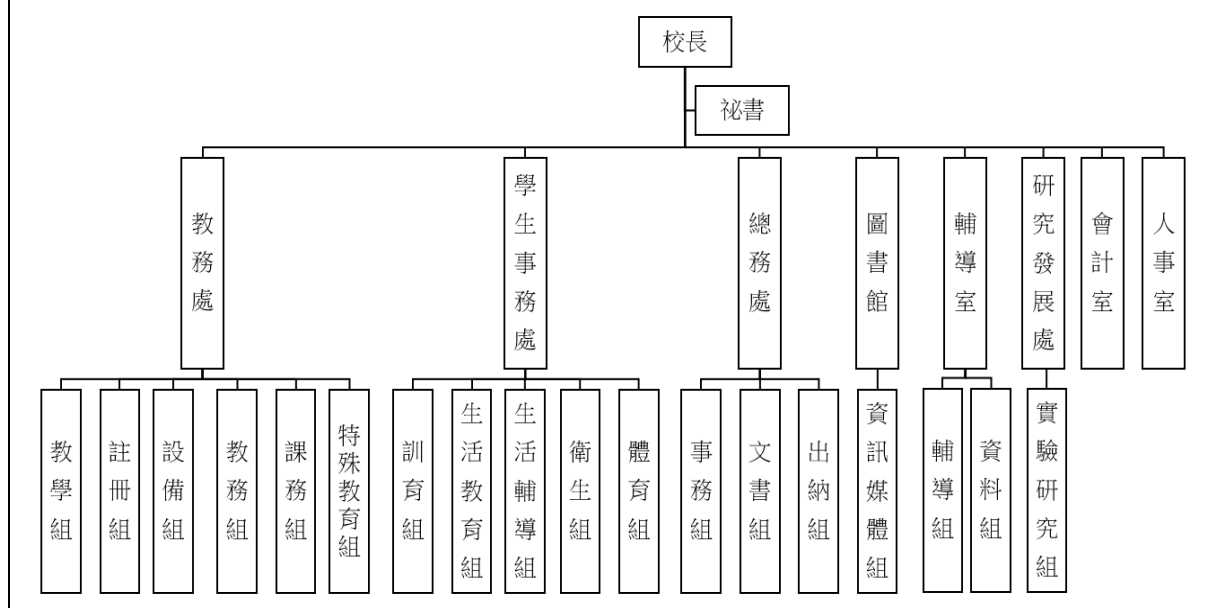 校長
祕書
教務處
學生事務處
總務處
圖書館
輔導室
研究發展處
會計室
人事室
教學組
註冊組
設備組
教務組
課務組
特殊教育組
訓育組
生活教育組
生活輔導組
衛生組
體育組
事務組
文書組
出納組
資訊媒體組
輔導組
資料組
實驗研究組